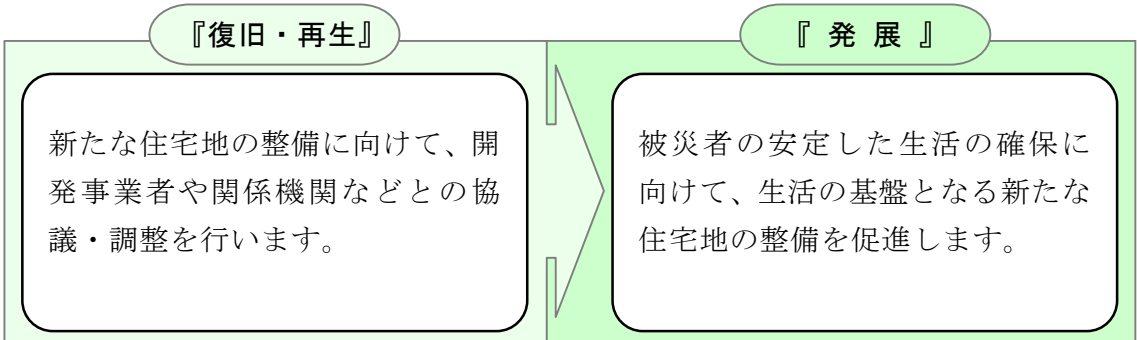 『復旧・再生』
新たな住宅地の整備に向けて、開
発事業者や関係機関などとの協
議・調整を行います。
『 発 展 』
被災者の安定した生活の確保に
向けて、生活の基盤となる新たな
住宅地の整備を促進します。